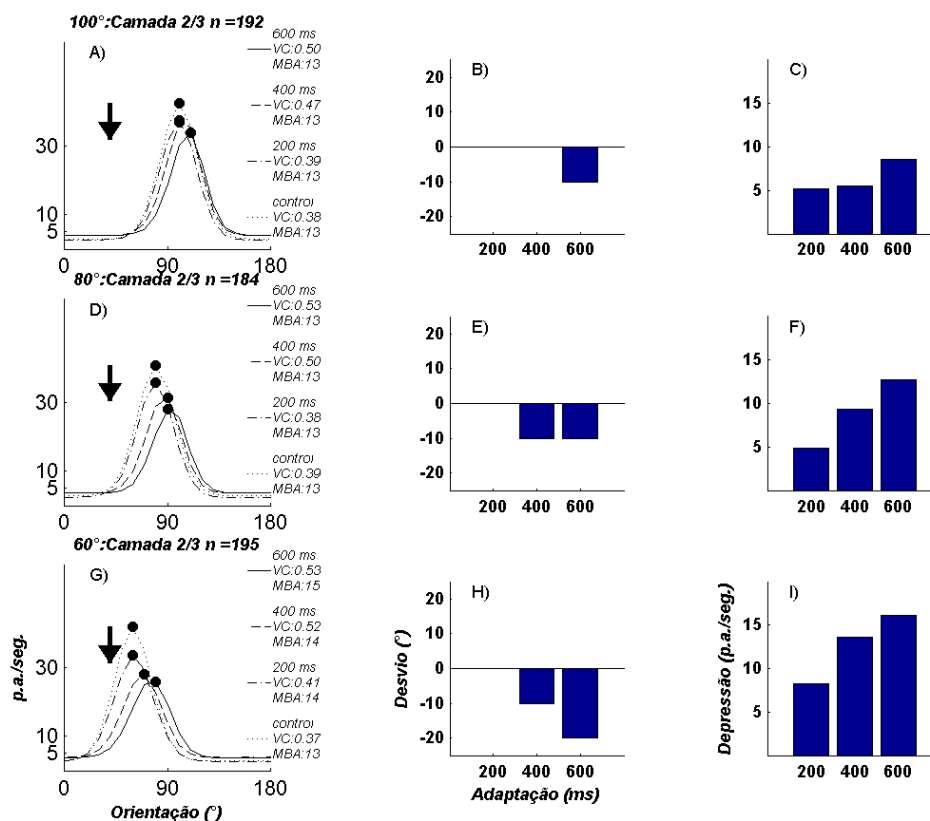 100°:Camada 2/3 n =192
A)
600 ms
VC:0.50
MBA:13
400 ms
VC:0.47
MBA:13
200 ms
VC:0.39
MBA:13
control
VC:0.38
MBA:13
30
10
5
0 90 180
B)
20
10
0
-10
-20
200 400 600
C)
15
10
5
200 400 600
80°:Camada 2/3 n =184
D)
600 ms
VC:0.53
MBA:13
400 ms
VC:0.50
MBA:13
200 ms
VC:0.38
MBA:13
control
VC:0.39
MBA:13
30
10
5
0 90 180
E)
20
10
0
-10
-20
200 400 600
F)
15
10
5
200 400 600
60°:Camada 2/3 n =195
G)
600 ms
VC:0.53
MBA:15
400 ms
VC:0.52
MBA:14
200 ms
VC:0.41
MBA:14
control
VC:0.37
MBA:13
p.a./seg.
30
10
5
0 90 180
Orientação (°)
H)
Desvio (°)
20
10
0
-10
-20
200 400 600
Adaptação (ms)
I)
Depressão (p.a./seg.)
15
10
5
200 400 600